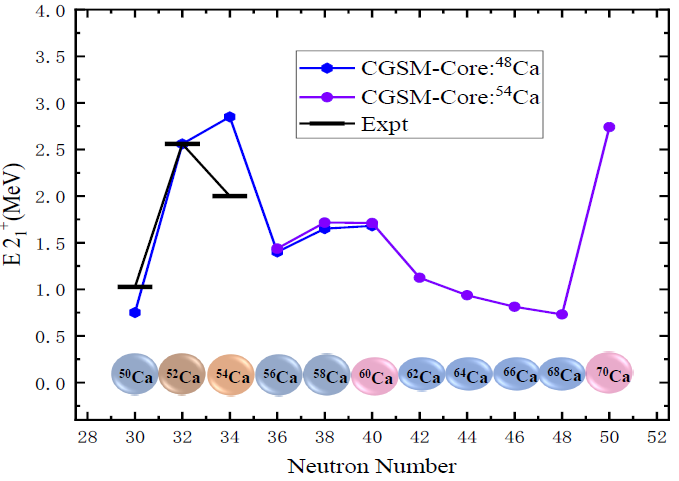 4.0
3.5
3.0
2.5
2.0
1.5
1.0
0.5
0.0
E 2₁⁺(MeV)
CGSM-Core:⁴⁸Ca
CGSM-Core:⁵⁴Ca
Expt
⁵⁰Ca ⁵²Ca ⁵⁴Ca ⁵⁶Ca ⁵⁸Ca ⁶⁰Ca ⁶²Ca ⁶⁴Ca ⁶⁶Ca ⁶⁸Ca ⁷⁰Ca
28 30 32 34 36 38 40 42 44 46 48 50 52
Neutron Number